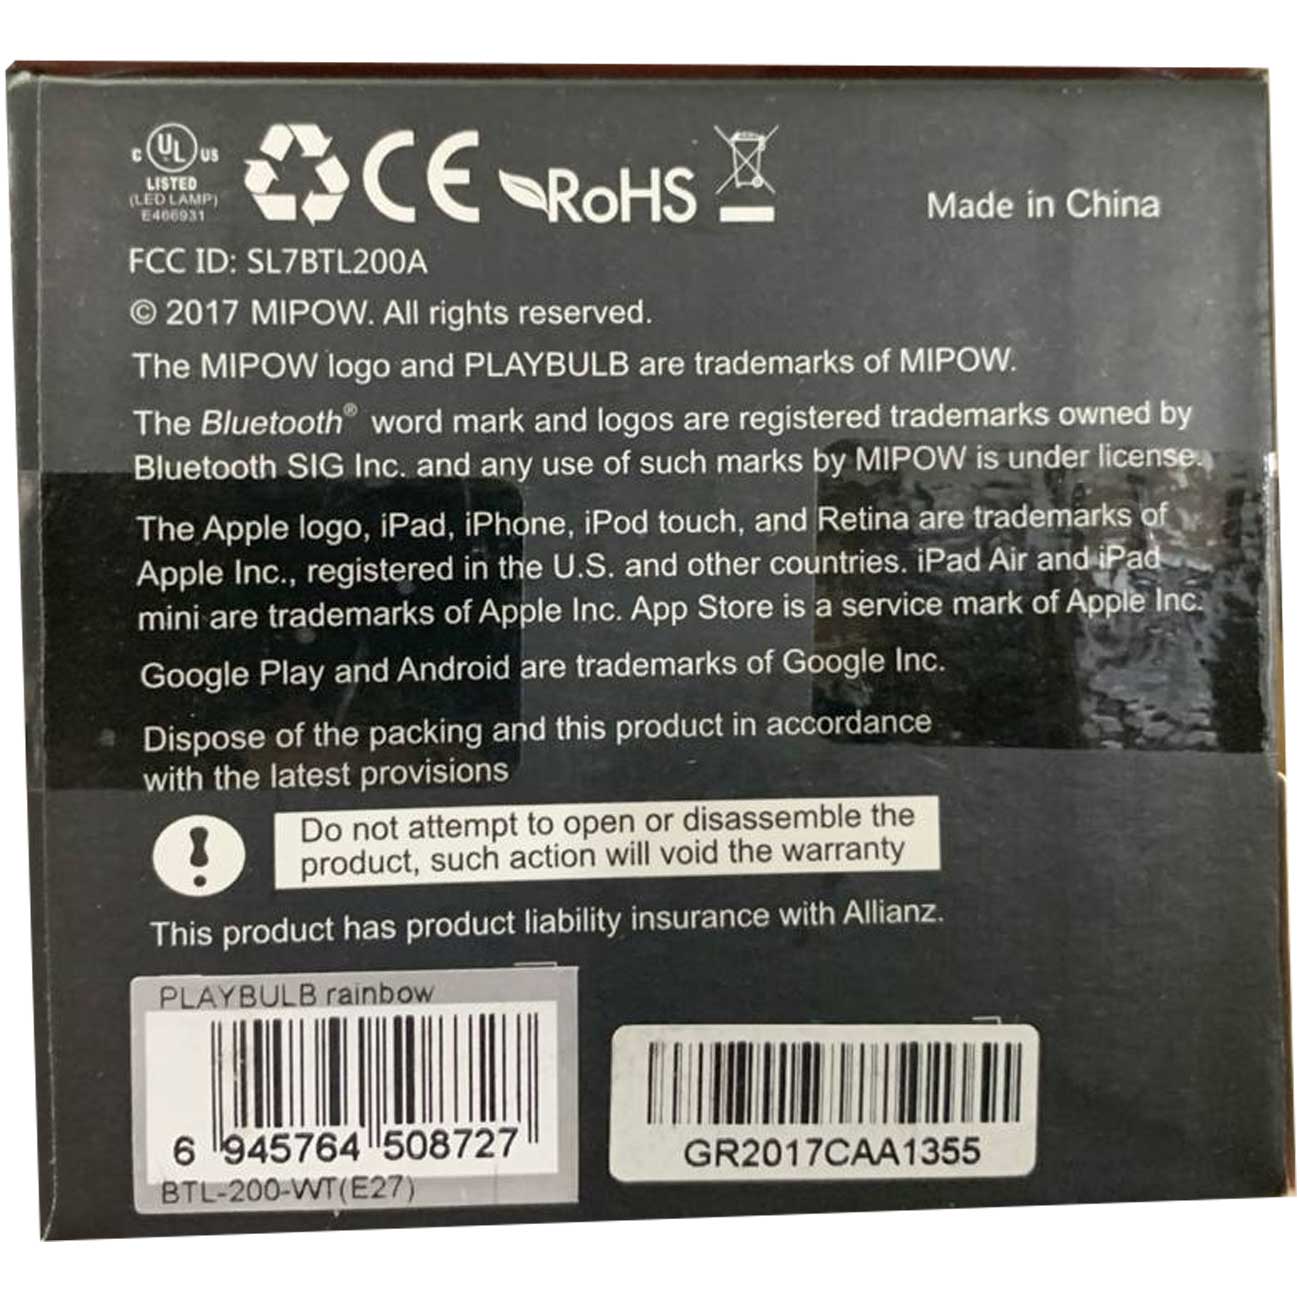 C UL US
LISTED
(LED LAMP)
E466931
CE
RoHS
Made in China
FCC ID: SL7BTL200A
© 2017 MIPOW. All rights reserved.
The MIPOW logo and PLAYBULB are trademarks of MIPOW.
The Bluetooth® word mark and logos are registered trademarks owned by
Bluetooth SIG Inc. and any use of such marks by MIPOW is under license.
The Apple logo, iPad, iPhone, iPod touch, and Retina are trademarks of
Apple Inc., registered in the U.S. and other countries. iPad Air and iPad
mini are trademarks of Apple Inc. App Store is a service mark of Apple Inc.
Google Play and Android are trademarks of Google Inc.
Dispose of the packing and this product in accordance
with the latest provisions
Do not attempt to open or disassemble the
product, such action will void the warranty
This product has product liability insurance with Allianz.
PLAYBULB rainbow
6 945764 508727
BTL-200-WT(E27)
GR2017CAA1355